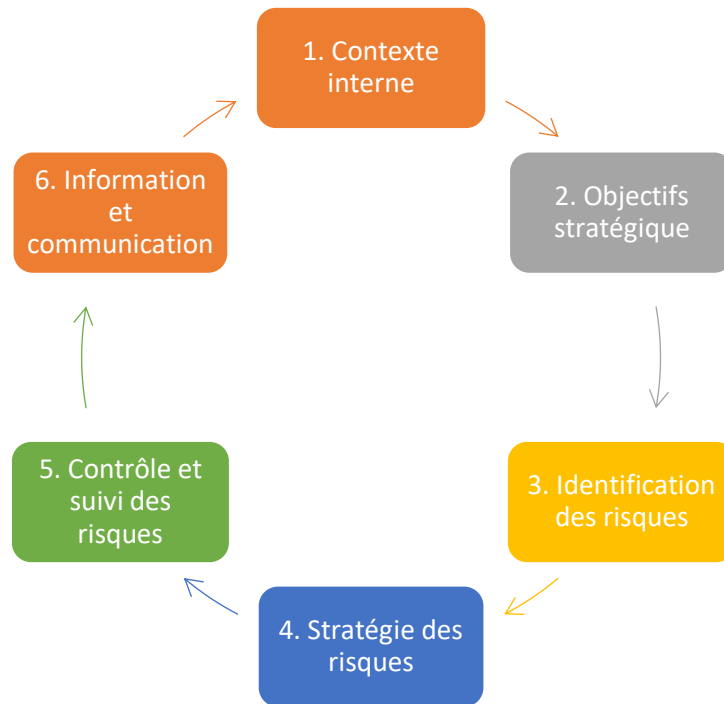 1. Contexte
interne
2. Objectifs
stratégique
3. Identification
des risques
4. Stratégie des
risques
5. Contrôle et
suivi des
risques
6. Information
et
communication